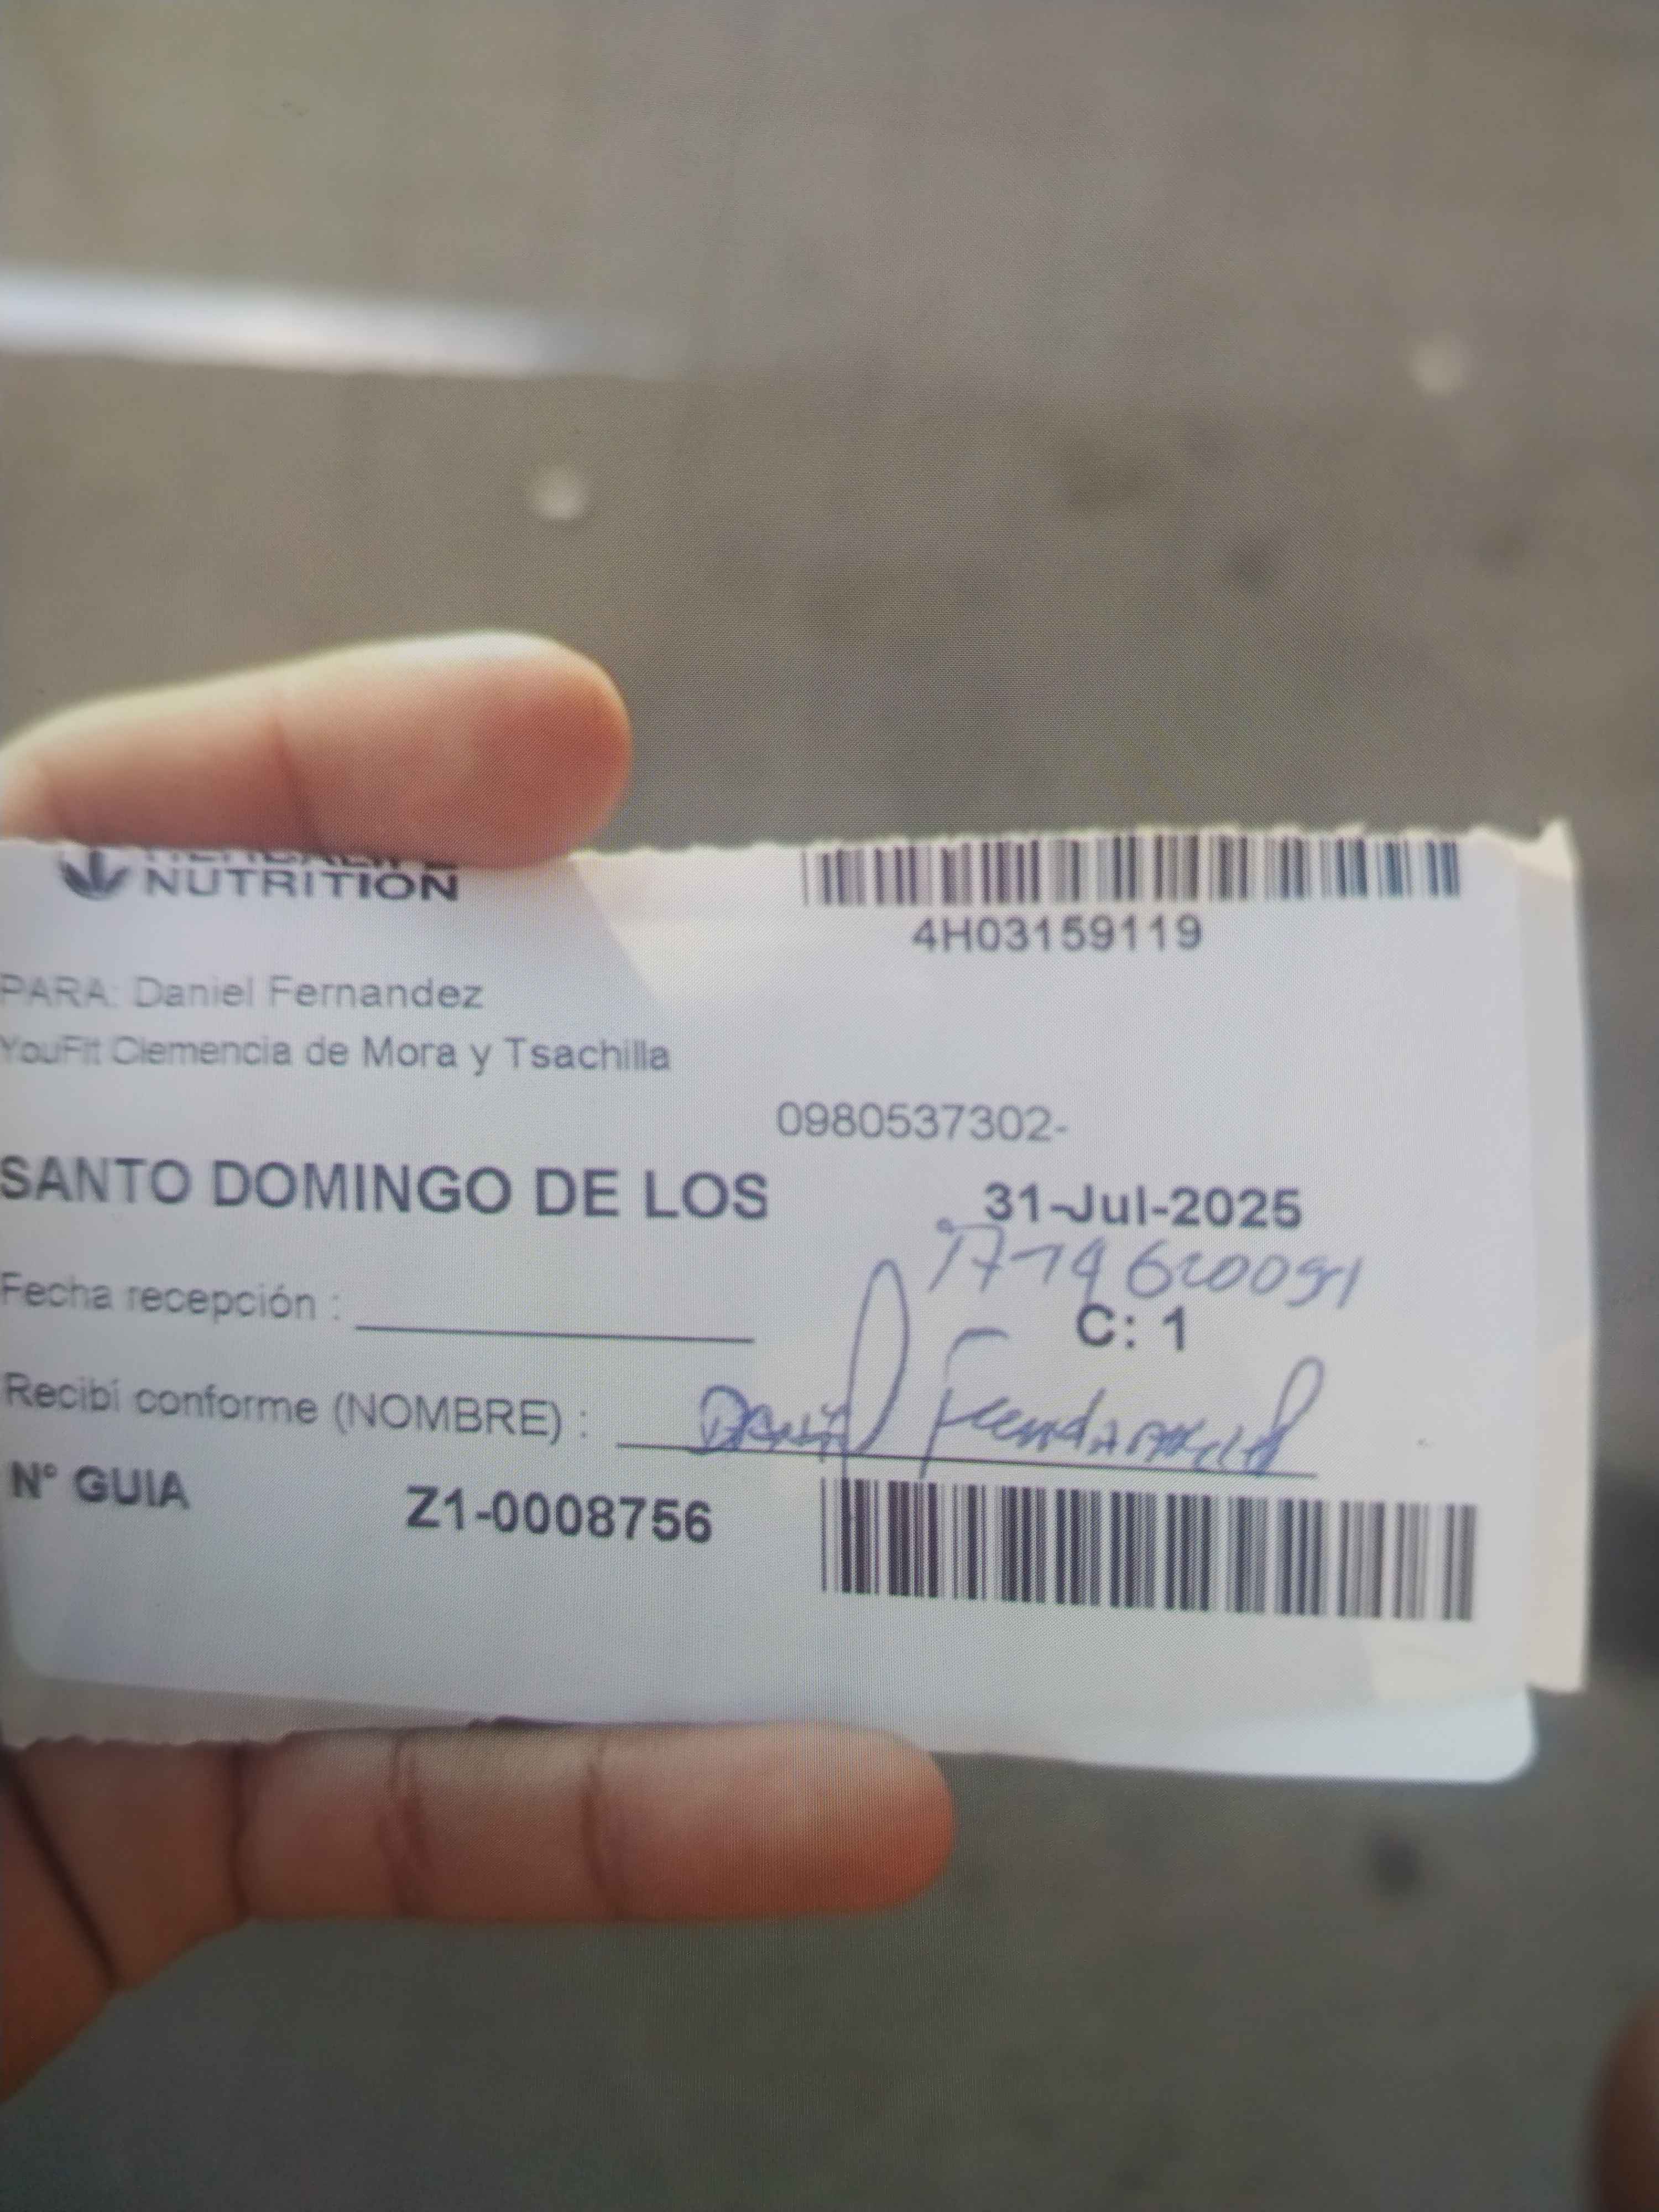 HERBALIFE
NUTRITION
4H03159119
PARA: Daniel Fernandez
YouFit Clemencia de Mora y Tsachilla
0980537302-
SANTO DOMINGO DE LOS
31-Jul-2025
C: 1
Fecha recepción :
Recibí conforme (NOMBRE) :
N° GUIA
Z1-0008756